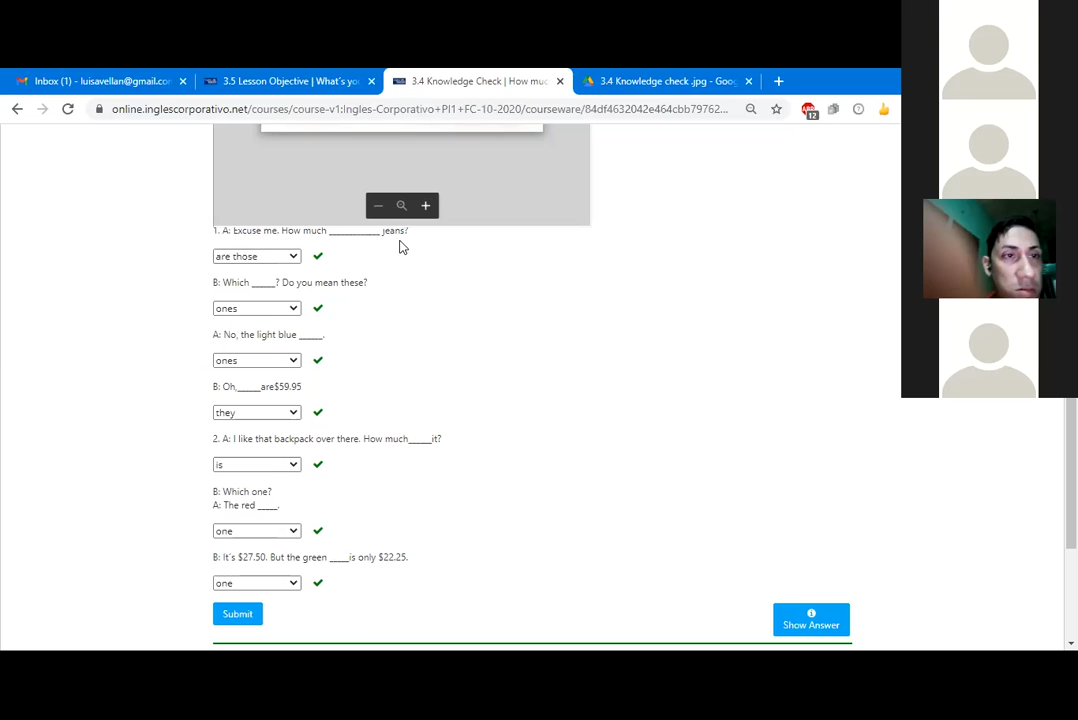 Inbox (1) - luisavellan@gmail.co
3.5 Lesson Objective | What's yo
3.4 Knowledge Check | How muc
3.4 Knowledge check .jpg - Goog
online.inglescorporativo.net/courses/course-v1:Ingles-Corporativo+PI1+FC-10-2020/courseware/84df4632042e464cbb79762...
12
1. A: Excuse me. How much ____________ jeans?
are those
B: Which _____? Do you mean these?
ones
A: No, the light blue _____.
ones
B: Oh,_____are$59.95
they
2. A: I like that backpack over there. How much_____it?
is
B: Which one?
A: The red _____.
one
B: It´s $27.50. But the green ____is only $22.25.
one
Submit
Show Answer